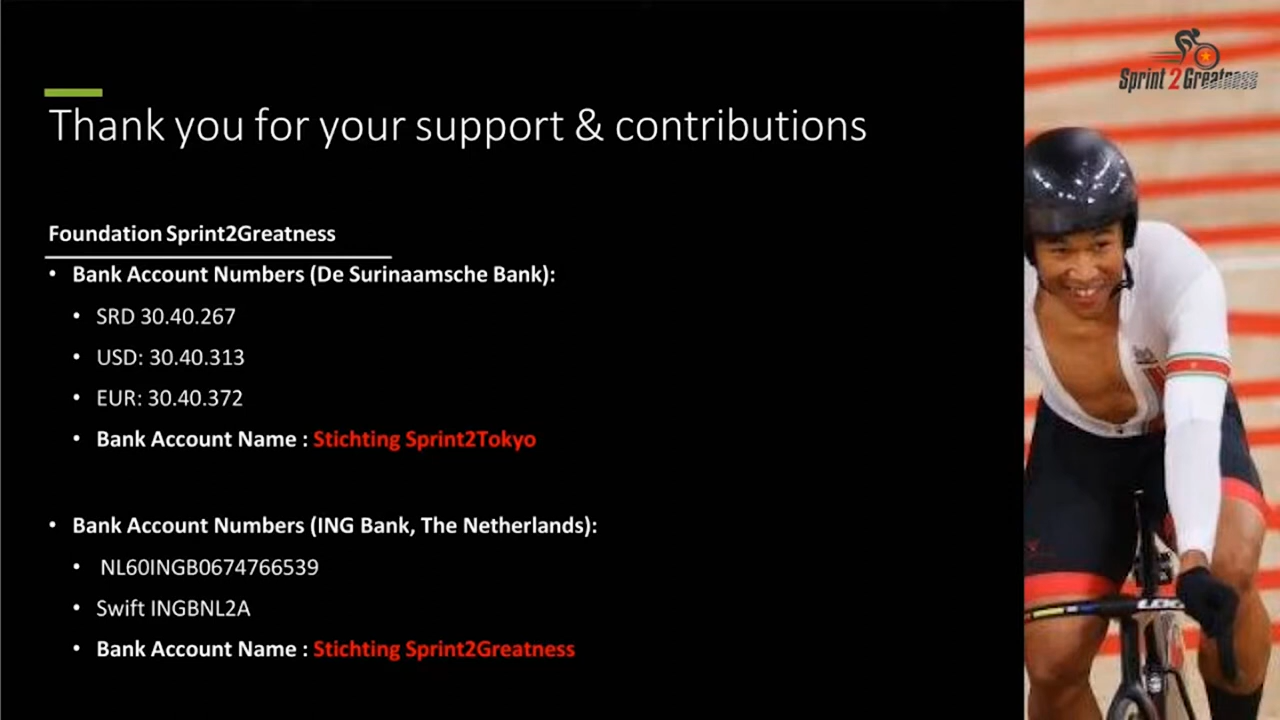 Sprint 2 Greatness
Thank you for your support & contributions
Foundation Sprint2Greatness
• Bank Account Numbers (De Surinaamsche Bank):
• SRD 30.40.267
• USD: 30.40.313
• EUR: 30.40.372
• Bank Account Name : Stichting Sprint2Tokyo
• Bank Account Numbers (ING Bank, The Netherlands):
• NL60INGB0674766539
• Swift INGBNL2A
• Bank Account Name : Stichting Sprint2Greatness
LOOK